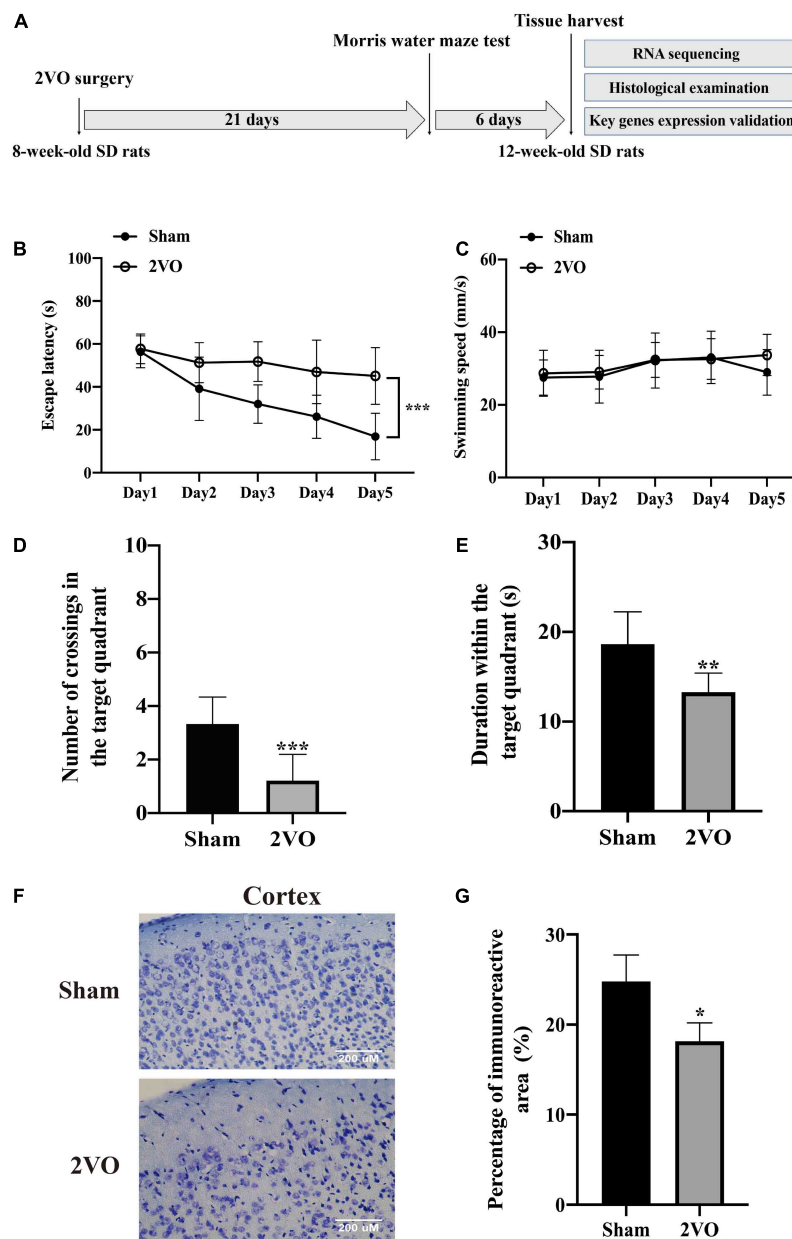 A
Tissue harvest
Morris water maze test
2VO surgery
21 days
6 days
RNA sequencing
Histological examination
Key genes expression validation
8-week-old SD rats
12-week-old SD rats
B
Sham
2VO
Escape latency (s)
100
80
60
40
20
0
***
Day1 Day2 Day3 Day4 Day5
C
Sham
2VO
Swimming speed (mm/s)
60
40
20
0
Day1 Day2 Day3 Day4 Day5
D
Number of crossings in
the target quadrant
10
8
6
4
2
0
***
Sham 2VO
E
Duration within the
target quadrant (s)
30
20
10
0
**
Sham 2VO
F
Cortex
Sham
200 uM
2VO
200 uM
G
Percentage of immunoreactive
area (%)
30
20
10
0
*
Sham 2VO